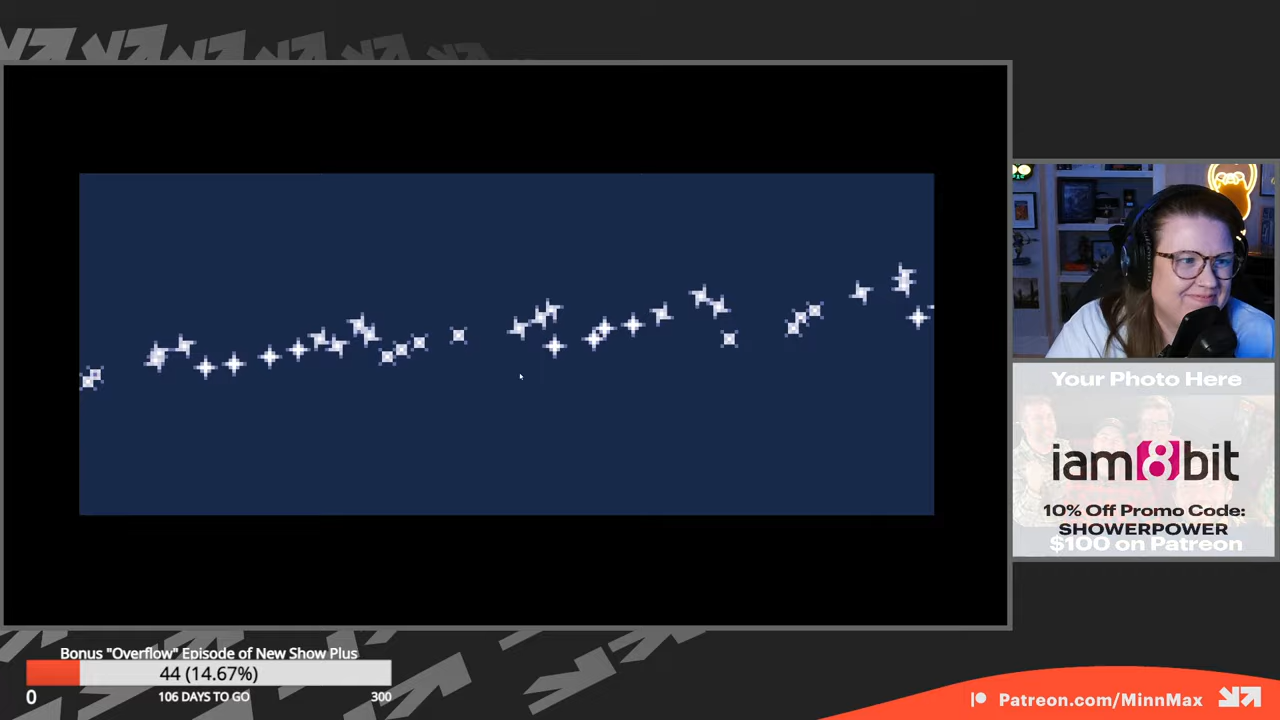 Your Photo Here
iam8bit
10% Off Promo Code:
SHOWERPOWER
$100 on Patreon
Bonus "Overflow" Episode of New Show Plus
44 (14.67%)
0
106 DAYS TO GO
300
Patreon.com/MinnMax